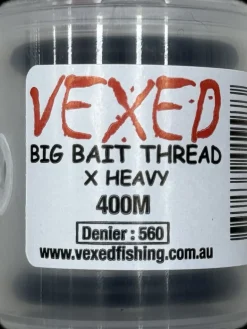 VEXED
BIG BAIT THREAD
X HEAVY
400M
Denier : 560
www.vexedfishing.com.au